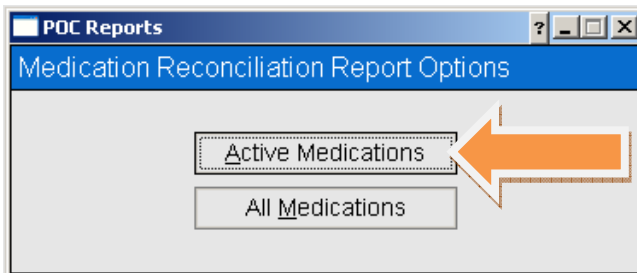 POC Reports
Medication Reconciliation Report Options
Active Medications
All Medications